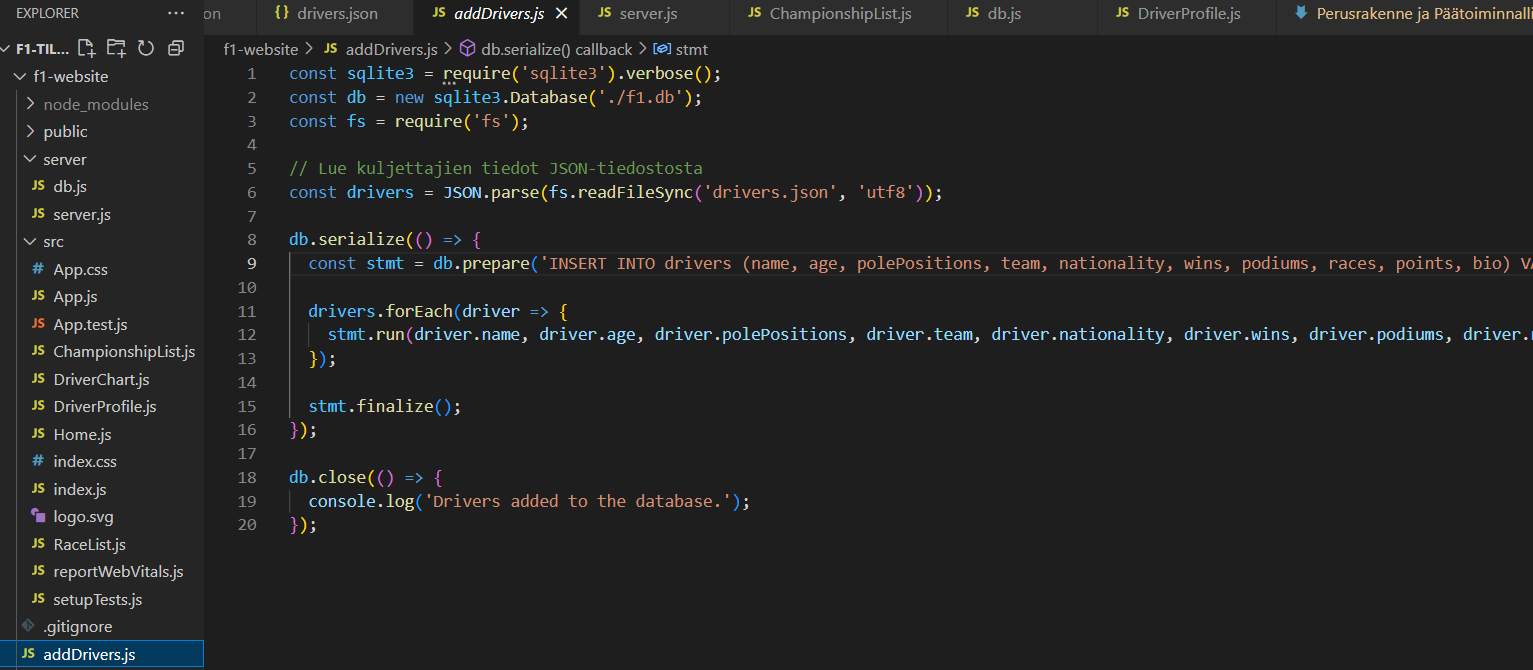 EXPLORER
on
drivers.json
JS addDrivers.js
JS server.js
JS ChampionshipList.js
JS db.js
JS DriverProfile.js
Perusrakenne ja Päätoiminnalli
F1-TIL...
f1-website
node_modules
public
server
JS db.js
JS server.js
src
# App.css
JS App.js
JS App.test.js
JS ChampionshipList.js
JS DriverChart.js
JS DriverProfile.js
JS Home.js
# index.css
JS index.js
logo.svg
JS RaceList.js
JS reportWebVitals.js
JS setupTests.js
.gitignore
JS addDrivers.js
f1-website > JS addDrivers.js > db.serialize() callback > stmt
1 const sqlite3 = require('sqlite3').verbose();
2 const db = new sqlite3.Database('./f1.db');
3 const fs = require('fs');
4
5 // Lue kuljettajien tiedot JSON-tiedostosta
6 const drivers = JSON.parse(fs.readFileSync('drivers.json', 'utf8'));
7
8 db.serialize(() => {
9 const stmt = db.prepare('INSERT INTO drivers (name, age, polePositions, team, nationality, wins, podiums, races, points, bio) V
10
11 drivers.forEach(driver => {
12 stmt.run(driver.name, driver.age, driver.polePositions, driver.team, driver.nationality, driver.wins, driver.podiums, driver.
13 });
14
15 stmt.finalize();
16 });
17
18 db.close(() => {
19 console.log('Drivers added to the database.');
20 });